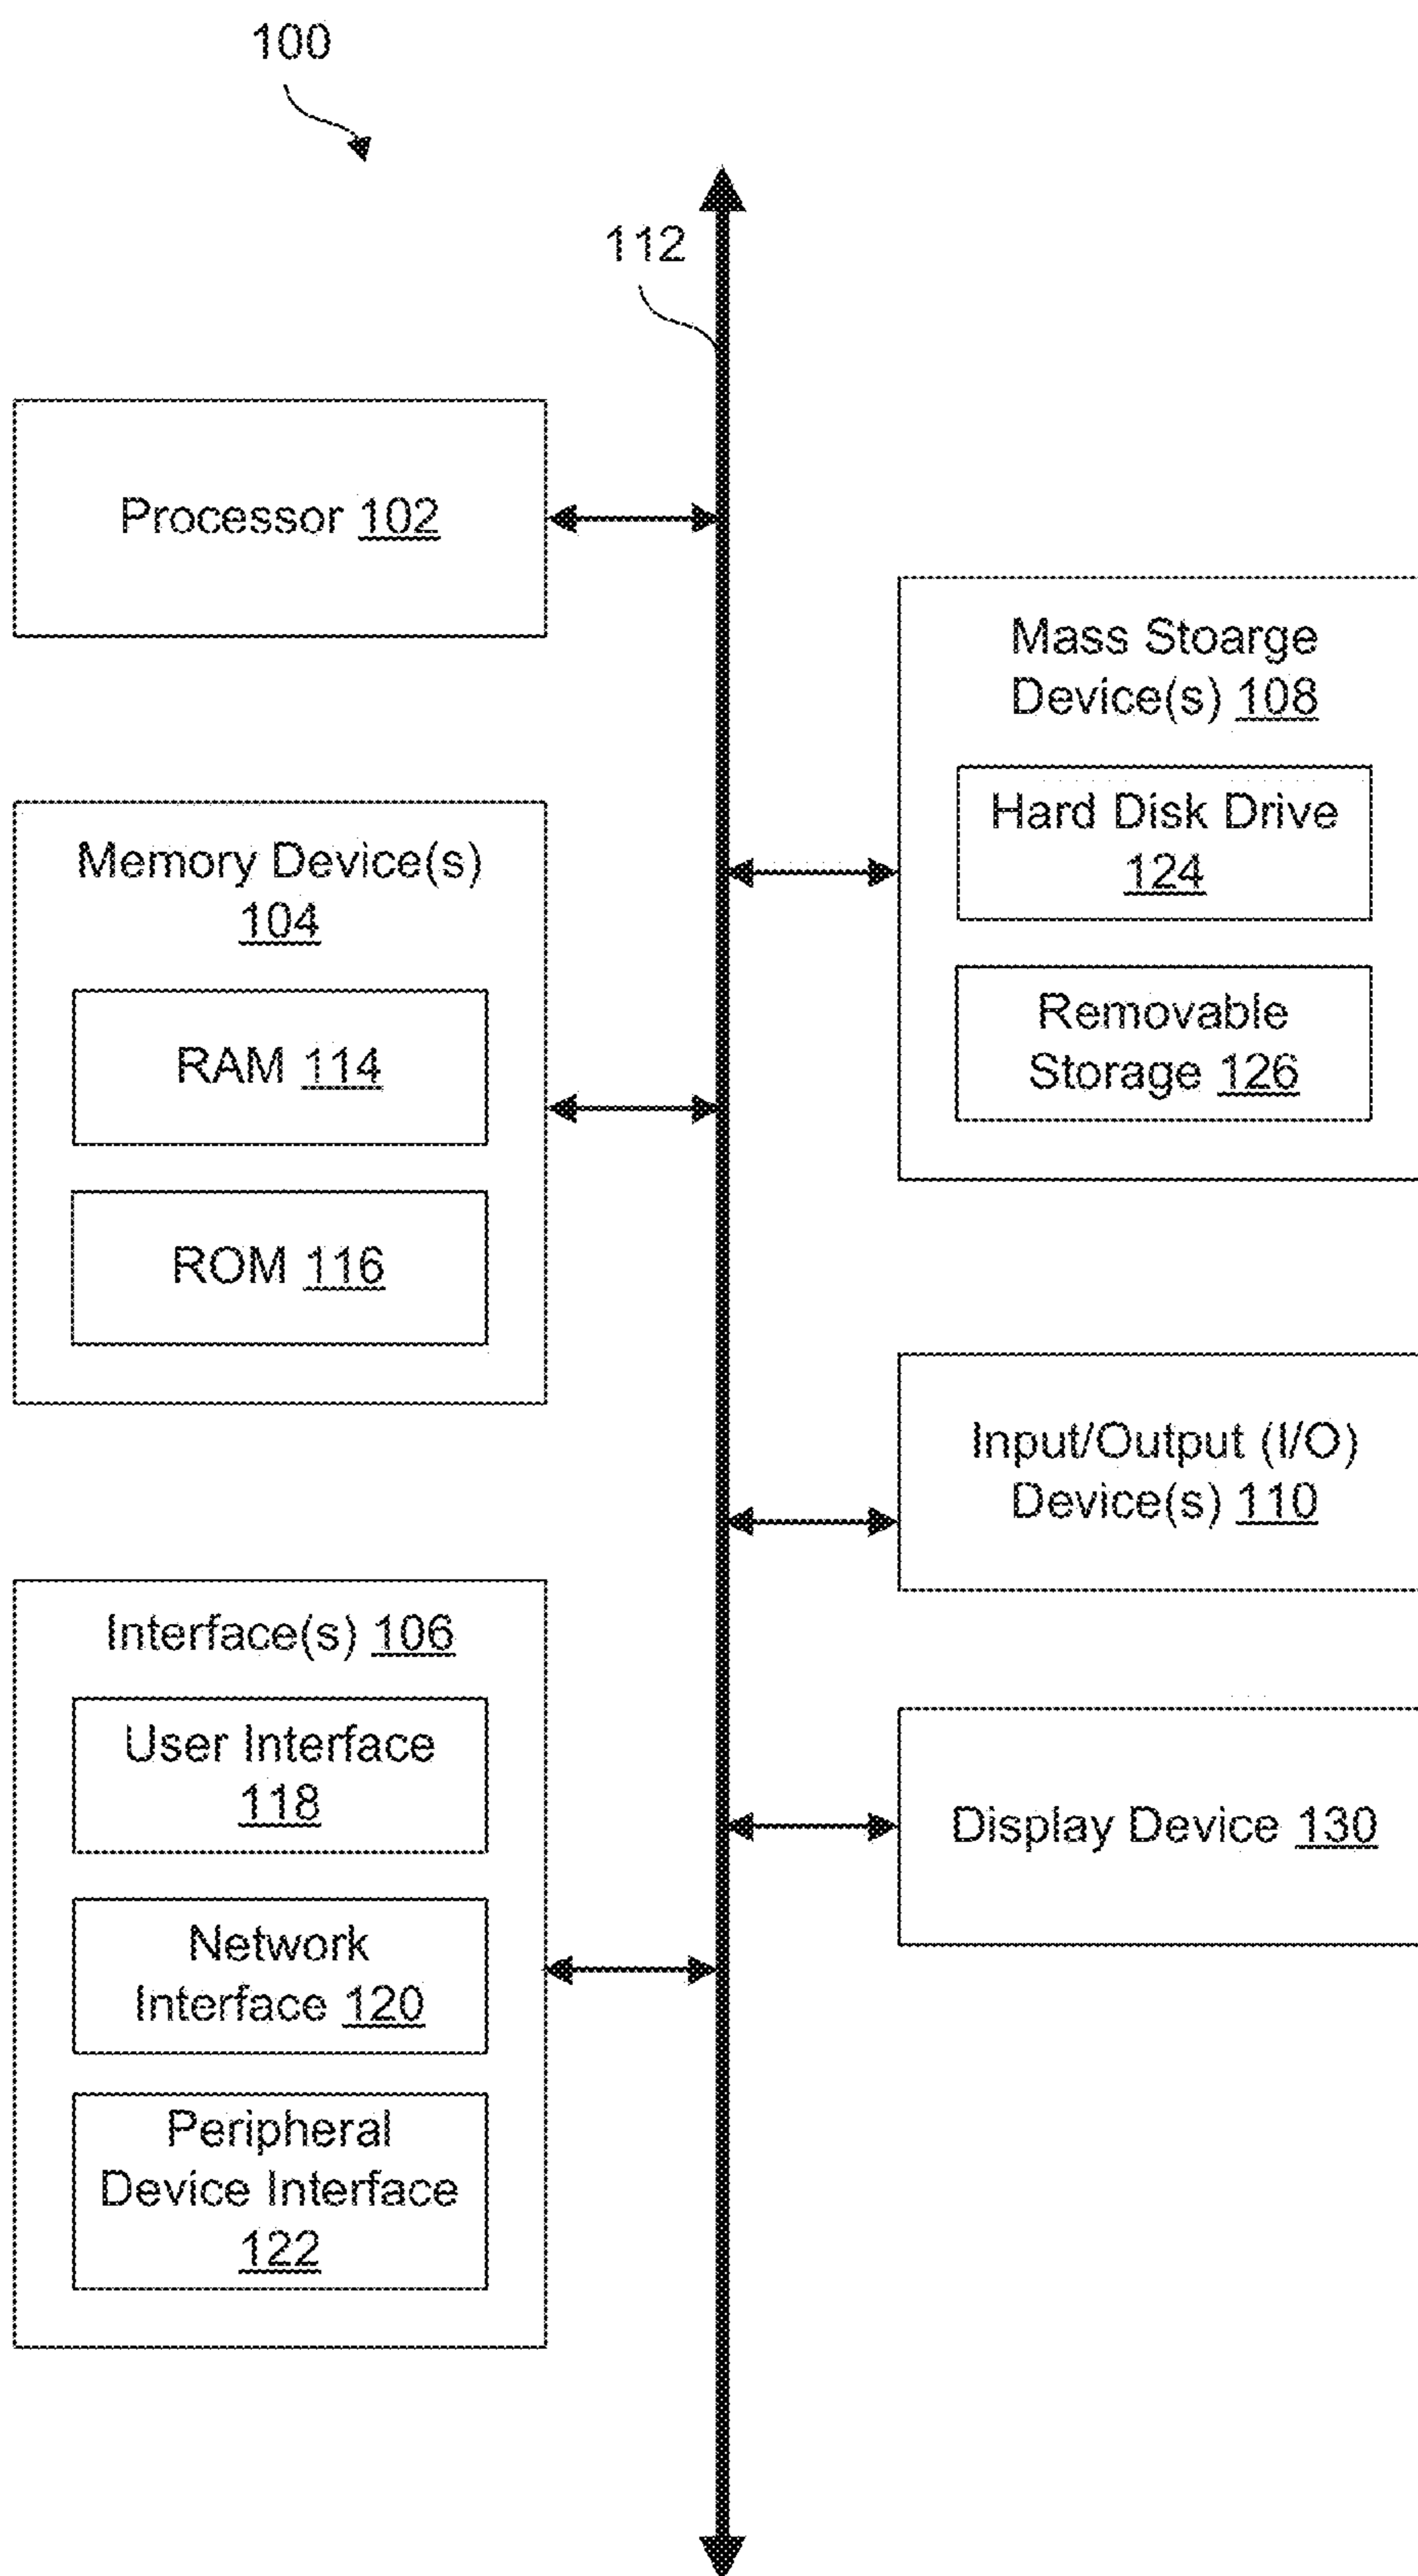 100
112
Processor 102
Memory Device(s)
104
RAM 114
ROM 116
Interface(s) 106
User Interface
118
Network
Interface 120
Peripheral
Device Interface
122
Mass Stoarge
Device(s) 108
Hard Disk Drive
124
Removable
Storage 126
Input/Output (I/O)
Device(s) 110
Display Device 130